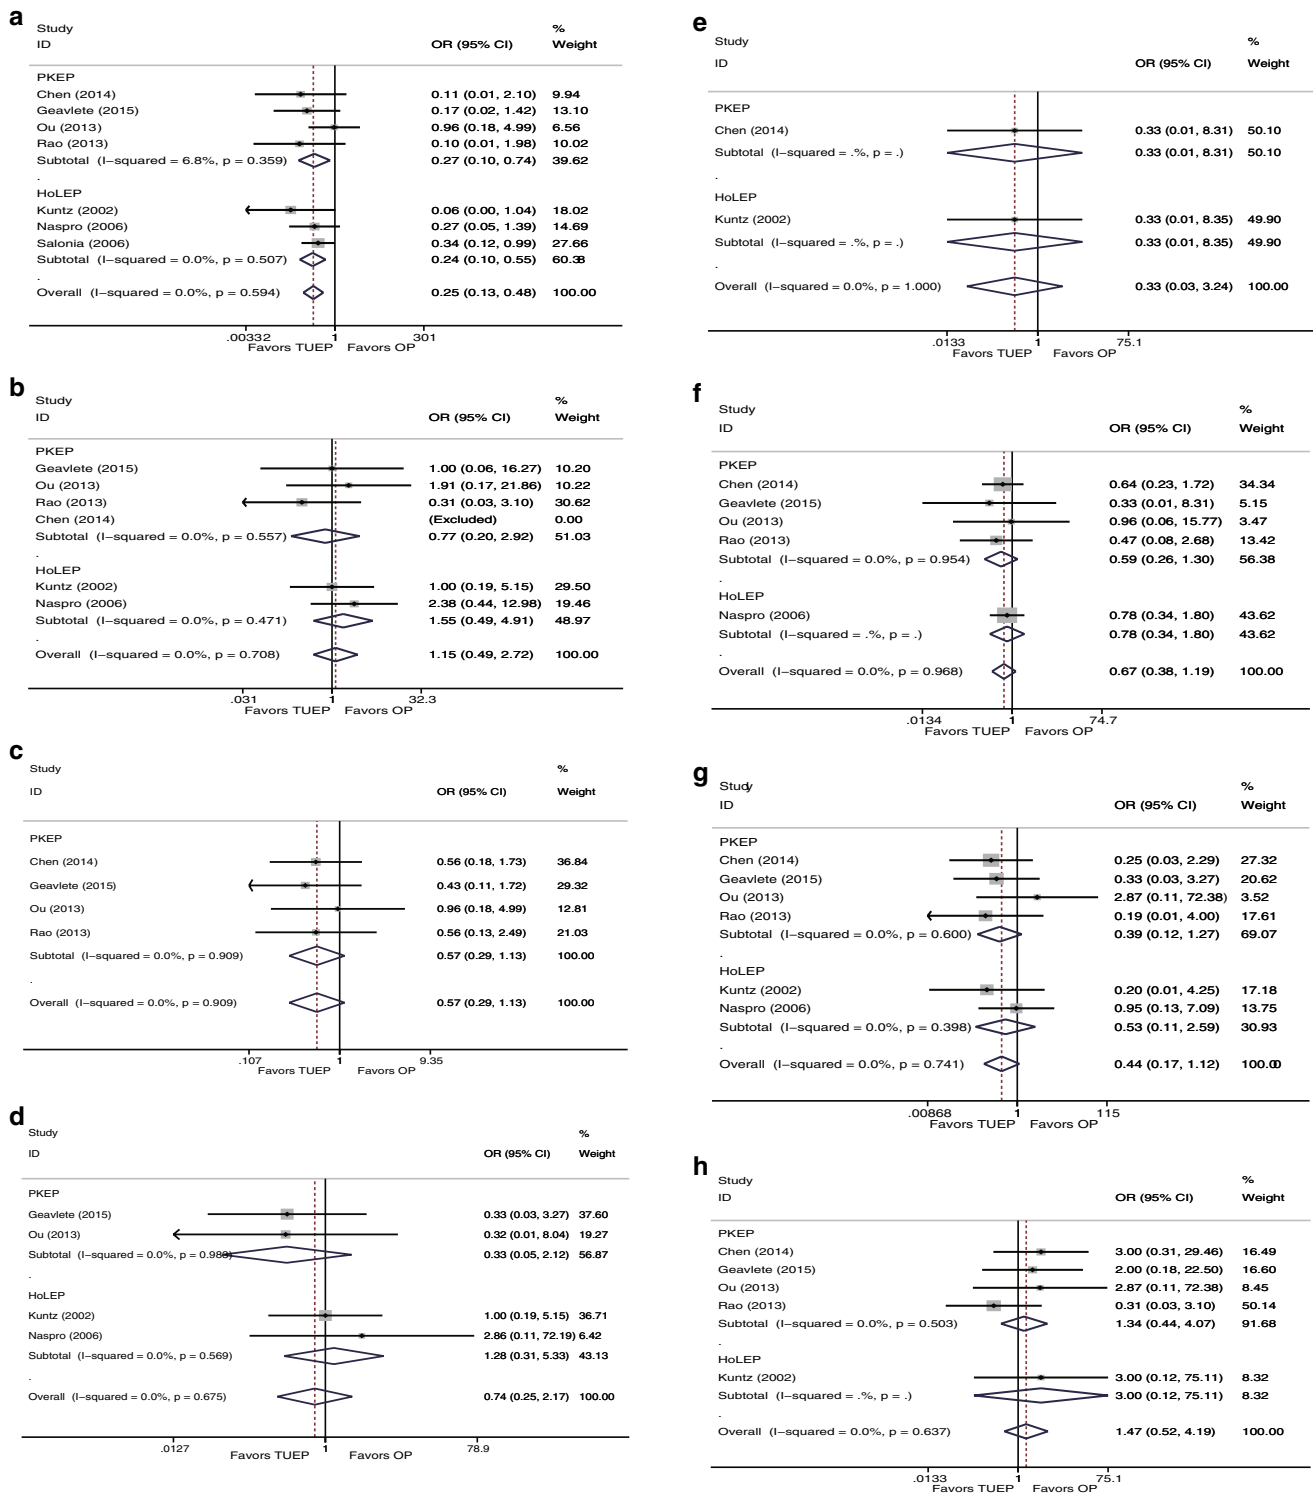 a
Study %
ID OR (95% CI) Weight
PKEP
Chen (2014) 0.11 (0.01, 2.10) 9.94
Geavlete (2015) 0.17 (0.02, 1.42) 13.10
Ou (2013) 0.96 (0.18, 4.99) 6.56
Rao (2013) 0.10 (0.01, 1.98) 10.02
Subtotal (I−squared = 6.8%, p = 0.359) 0.27 (0.10, 0.74) 39.62
.
HoLEP
Kuntz (2002) 0.06 (0.00, 1.04) 18.02
Naspro (2006) 0.27 (0.05, 1.39) 14.69
Salonia (2006) 0.34 (0.12, 0.99) 27.66
Subtotal (I−squared = 0.0%, p = 0.507) 0.24 (0.10, 0.55) 60.38
.
Overall (I−squared = 0.0%, p = 0.594) 0.25 (0.13, 0.48) 100.00
.00332 1 301
Favors TUEP Favors OP
b
Study %
ID OR (95% CI) Weight
PKEP
Geavlete (2015) 1.00 (0.06, 16.27) 10.20
Ou (2013) 1.91 (0.17, 21.86) 10.22
Rao (2013) 0.31 (0.03, 3.10) 30.62
Chen (2014) (Excluded) 0.00
Subtotal (I−squared = 0.0%, p = 0.557) 0.77 (0.20, 2.92) 51.03
.
HoLEP
Kuntz (2002) 1.00 (0.19, 5.15) 29.50
Naspro (2006) 2.38 (0.44, 12.98) 19.46
Subtotal (I−squared = 0.0%, p = 0.471) 1.55 (0.49, 4.91) 48.97
.
Overall (I−squared = 0.0%, p = 0.708) 1.15 (0.49, 2.72) 100.00
.031 1 32.3
Favors TUEP Favors OP
c
Study %
ID OR (95% CI) Weight
PKEP
Chen (2014) 0.56 (0.18, 1.73) 36.84
Geavlete (2015) 0.43 (0.11, 1.72) 29.32
Ou (2013) 0.96 (0.18, 4.99) 12.81
Rao (2013) 0.56 (0.13, 2.49) 21.03
Subtotal (I−squared = 0.0%, p = 0.909) 0.57 (0.29, 1.13) 100.00
.
Overall (I−squared = 0.0%, p = 0.909) 0.57 (0.29, 1.13) 100.00
.107 1 9.35
Favors TUEP Favors OP
d
Study %
ID OR (95% CI) Weight
PKEP
Geavlete (2015) 0.33 (0.03, 3.27) 37.60
Ou (2013) 0.32 (0.01, 8.04) 19.27
Subtotal (I−squared = 0.0%, p = 0.983) 0.33 (0.05, 2.12) 56.87
.
HoLEP
Kuntz (2002) 1.00 (0.19, 5.15) 36.71
Naspro (2006) 2.86 (0.11, 72.19) 6.42
Subtotal (I−squared = 0.0%, p = 0.569) 1.28 (0.31, 5.33) 43.13
.
Overall (I−squared = 0.0%, p = 0.675) 0.74 (0.25, 2.17) 100.00
.0127 1 78.9
Favors TUEP Favors OP
e
Study %
ID OR (95% CI) Weight
PKEP
Chen (2014) 0.33 (0.01, 8.31) 50.10
Subtotal (I−squared = .%, p = .) 0.33 (0.01, 8.31) 50.10
.
HoLEP
Kuntz (2002) 0.33 (0.01, 8.35) 49.90
Subtotal (I−squared = .%, p = .) 0.33 (0.01, 8.35) 49.90
.
Overall (I−squared = 0.0%, p = 1.000) 0.33 (0.03, 3.24) 100.00
.0133 1 75.1
Favors TUEP Favors OP
f
Study %
ID OR (95% CI) Weight
PKEP
Chen (2014) 0.64 (0.23, 1.72) 34.34
Geavlete (2015) 0.33 (0.01, 8.31) 5.15
Ou (2013) 0.96 (0.06, 15.77) 3.47
Rao (2013) 0.47 (0.08, 2.68) 13.42
Subtotal (I−squared = 0.0%, p = 0.954) 0.59 (0.26, 1.30) 56.38
.
HoLEP
Naspro (2006) 0.78 (0.34, 1.80) 43.62
Subtotal (I−squared = .%, p = .) 0.78 (0.34, 1.80) 43.62
.
Overall (I−squared = 0.0%, p = 0.968) 0.67 (0.38, 1.19) 100.00
.0134 1 74.7
Favors TUEP Favors OP
g
Study %
ID OR (95% CI) Weight
PKEP
Chen (2014) 0.25 (0.03, 2.29) 27.32
Geavlete (2015) 0.33 (0.03, 3.27) 20.62
Ou (2013) 2.87 (0.11, 72.38) 3.52
Rao (2013) 0.19 (0.01, 4.00) 17.61
Subtotal (I−squared = 0.0%, p = 0.600) 0.39 (0.12, 1.27) 69.07
.
HoLEP
Kuntz (2002) 0.20 (0.01, 4.25) 17.18
Naspro (2006) 0.95 (0.13, 7.09) 13.75
Subtotal (I−squared = 0.0%, p = 0.398) 0.53 (0.11, 2.59) 30.93
.
Overall (I−squared = 0.0%, p = 0.741) 0.44 (0.17, 1.12) 100.00
.00868 1 115
Favors TUEP Favors OP
h
Study %
ID OR (95% CI) Weight
PKEP
Chen (2014) 3.00 (0.31, 29.46) 16.49
Geavlete (2015) 2.00 (0.18, 22.50) 16.60
Ou (2013) 2.87 (0.11, 72.38) 8.45
Rao (2013) 0.31 (0.03, 3.10) 50.14
Subtotal (I−squared = 0.0%, p = 0.503) 1.34 (0.44, 4.07) 91.68
.
HoLEP
Kuntz (2002) 3.00 (0.12, 75.11) 8.32
Subtotal (I−squared = .%, p = .) 3.00 (0.12, 75.11) 8.32
.
Overall (I−squared = 0.0%, p = 0.637) 1.47 (0.52, 4.19) 100.00
.0133 1 75.1
Favors TUEP Favors OP